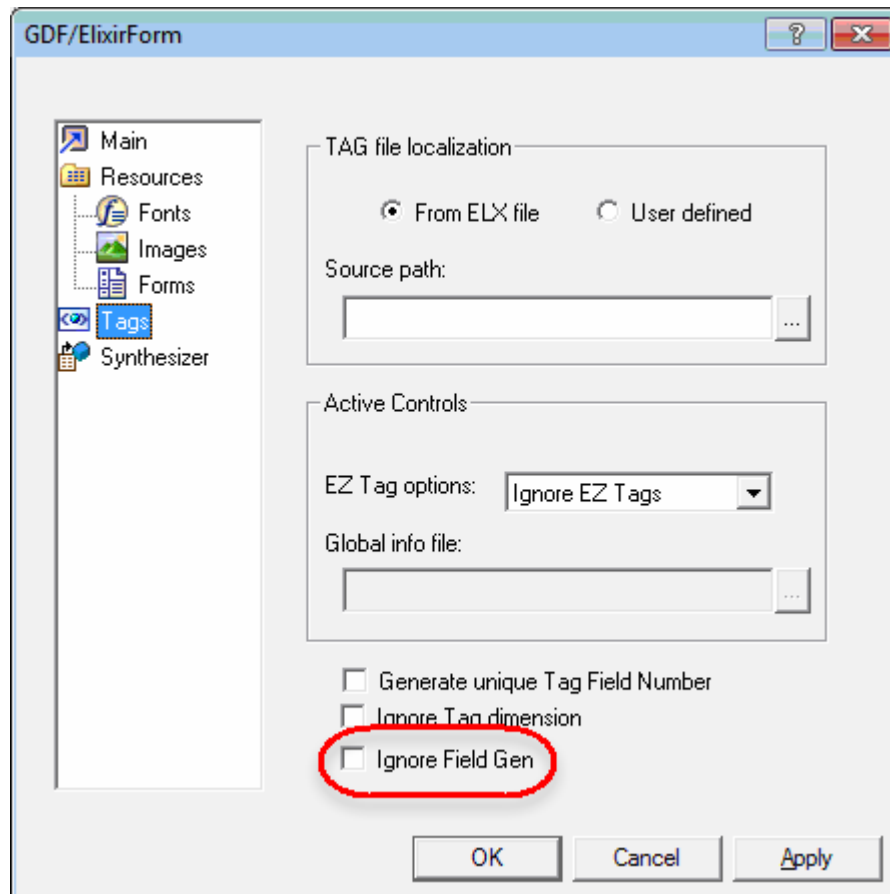 GDF/ElixirForm
Main
Resources
Fonts
Images
Forms
Tags
Synthesizer
TAG file localization
From ELX file User defined
Source path:
...
Active Controls
EZ Tag options: Ignore EZ Tags
Global info file:
...
Generate unique Tag Field Number
Ignore Tag dimension
Ignore Field Gen
OK Cancel Apply